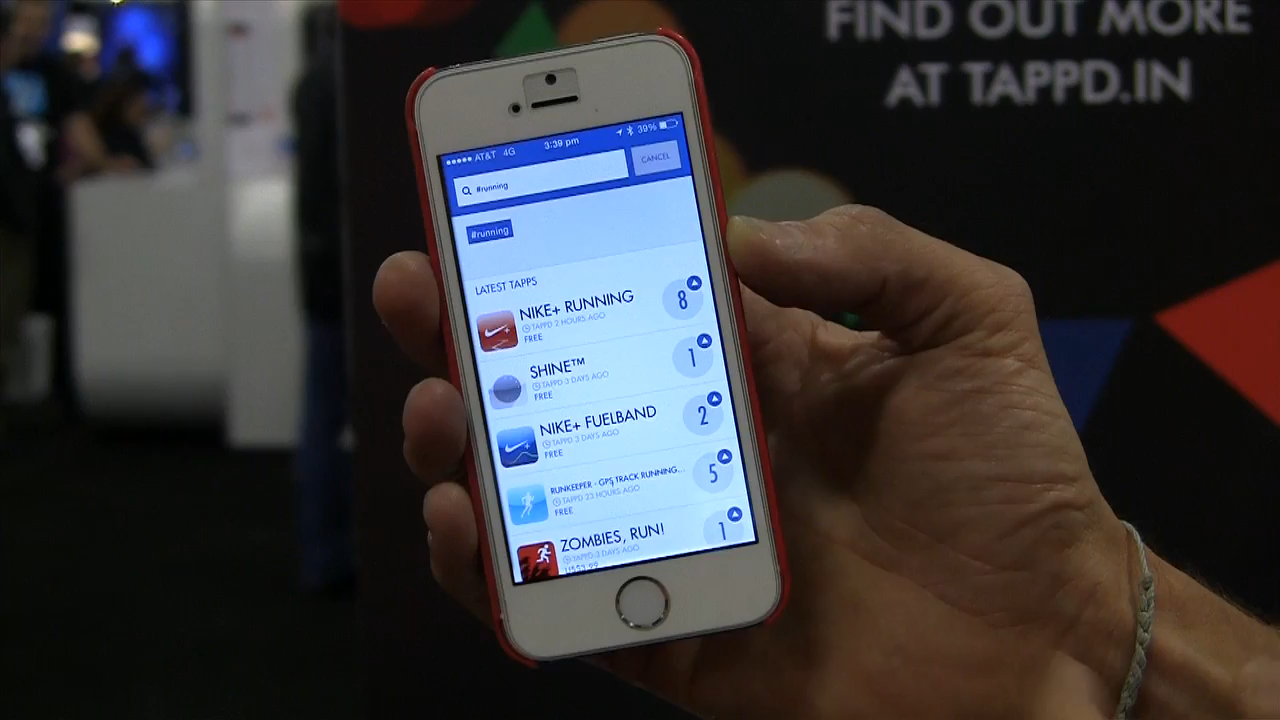 FIND OUT MORE
AT TAPPD.IN
AT&T 4G 3:39 pm 39%
#running
CANCEL
#running
LATEST TAPPS
NIKE+ RUNNING
TAPPD 2 HOURS AGO
FREE
8
SHINE™
TAPPD 3 DAYS AGO
FREE
1
NIKE+ FUELBAND
TAPPD 3 DAYS AGO
FREE
2
RUNKEEPER - GPS TRACK RUNNING...
TAPPD 23 HOURS AGO
FREE
5
ZOMBIES, RUN!
TAPPD 3 DAYS AGO
US$3.99
1